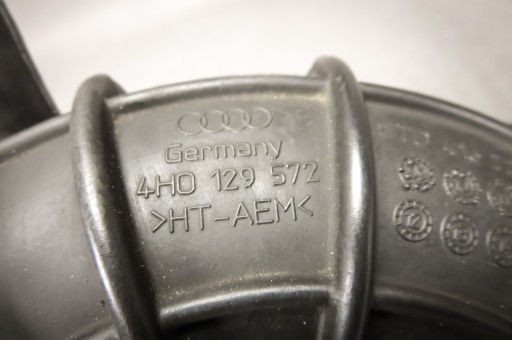 Germany
4H0 129 572
>HT-AEM<